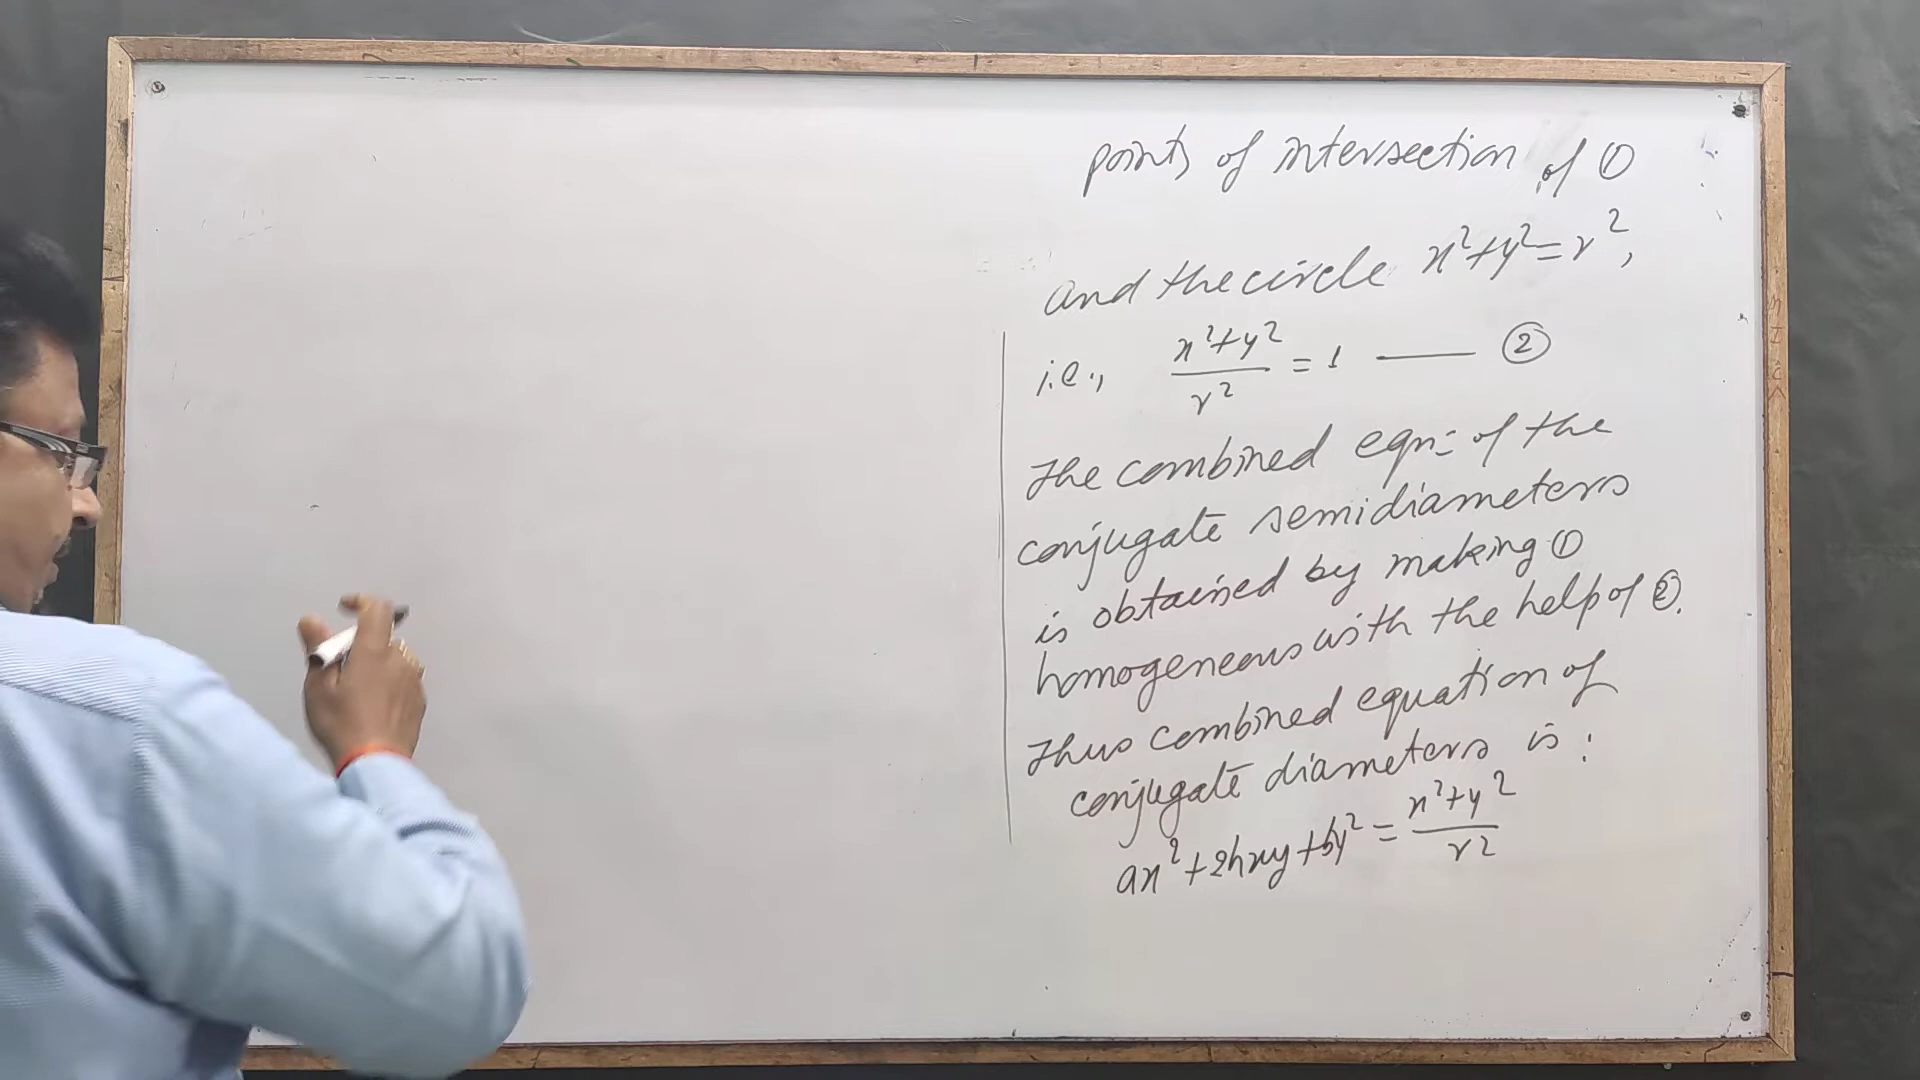 points of intersection of ①
and the circle x²+y²=r²,
i.e., (x²+y²)/r² = 1 —— ②
The combined eqn= of the
conjugate semidiameters
is obtained by making ①
homogeneous with the help of ②.
Thus combined equation of
conjugate diameters is :
ax²+2hxy+by² = (x²+y²)/r²